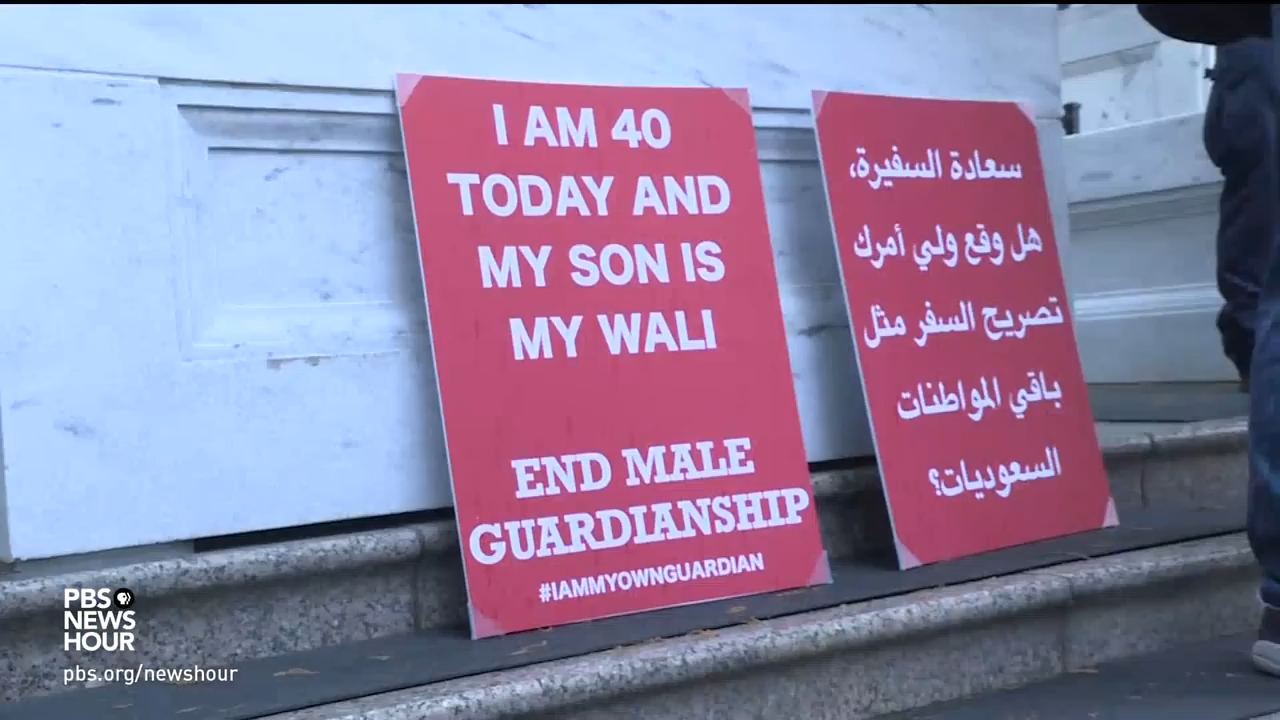 I AM 40
TODAY AND
MY SON IS
MY WALI
END MALE
GUARDIANSHIP
#IAMMYOWNGUARDIAN
سعادة السفيرة،
هل وقع ولي أمرك
تصريح السفر مثل
باقي المواطنات
السعوديات؟
PBS
NEWS
HOUR
pbs.org/newshour